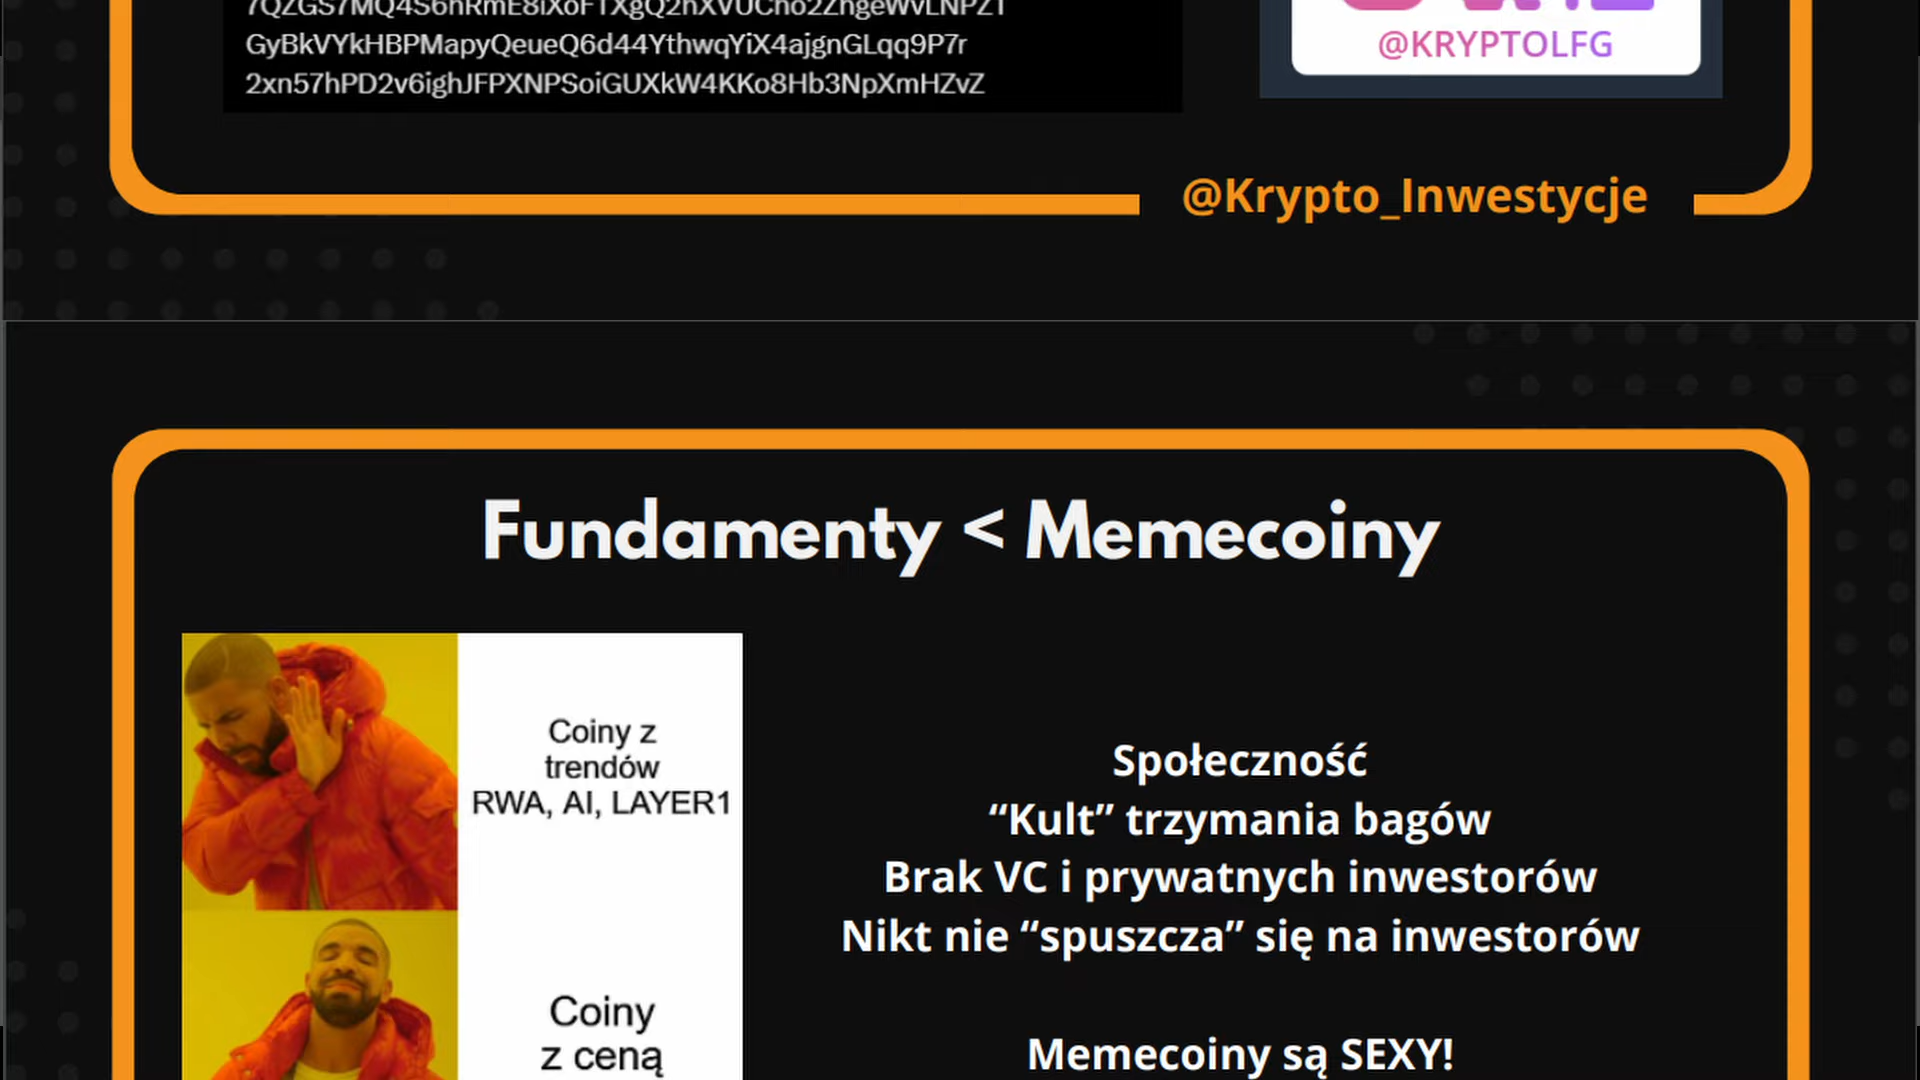 GyBkVYkHBPMapyQeueQ6d44YthwqYiX4ajgnGLqq9P7r
2xn57hPD2v6ighJFPXNPSoiGUXkW4KKo8Hb3NpXmHZvZ
@KRYPTOLFG
@Krypto_Inwestycje
Fundamenty < Memecoiny
Coiny z
trendów
RWA, AI, LAYER1
Społeczność
“Kult” trzymania bagów
Brak VC i prywatnych inwestorów
Nikt nie “spuszcza” się na inwestorów
Coiny
z ceną
Memecoiny są SEXY!